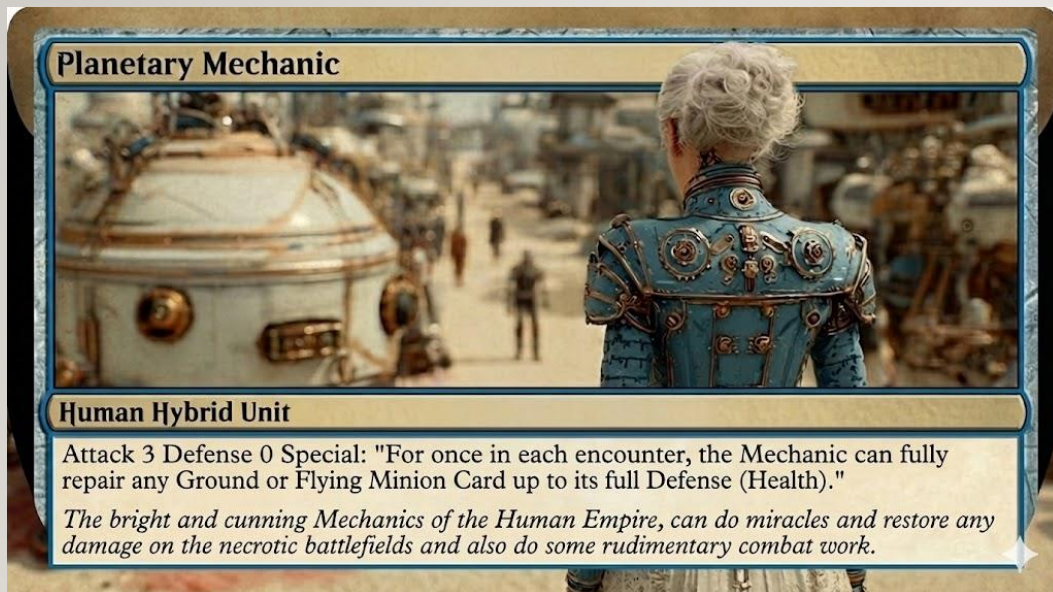 Planetary Mechanic
Human Hybrid Unit
Attack 3 Defense 0 Special: "For once in each encounter, the Mechanic can fully
repair any Ground or Flying Minion Card up to its full Defense (Health)."
The bright and cunning Mechanics of the Human Empire, can do miracles and restore any
damage on the necrotic battlefields and also do some rudimentary combat work.